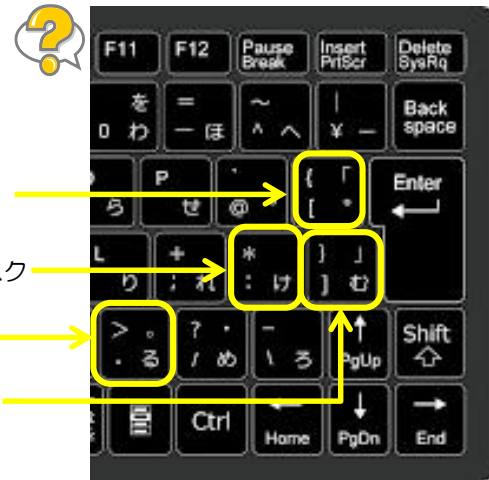 F11 F12 Pause Break Insert PrtScr Delete SysRq
を 0 わ = - ほ ~ ^ へ | ¥ ー Back space
ら P せ ` @ ゛ { 「 [ ゜ Enter
スク
L り + ; れ * : け } 」 ] む
> 。 . る ? ・ / め _ \ ろ PgUp Shift
Ctrl Home PgDn End